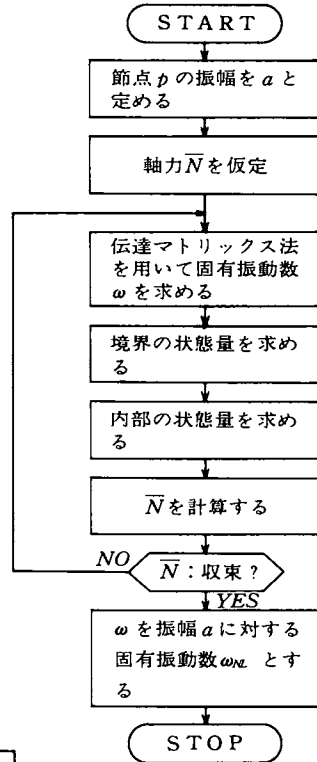 START
節点pの振幅をaと
定める
軸力N̅を仮定
伝達マトリックス法
を用いて固有振動数
ωを求める
境界の状態量を求め
る
内部の状態量を求め
る
N̅を計算する
NO
N̅：収束？
YES
ωを振幅aに対する
固有振動数ω_NLとす
る
STOP